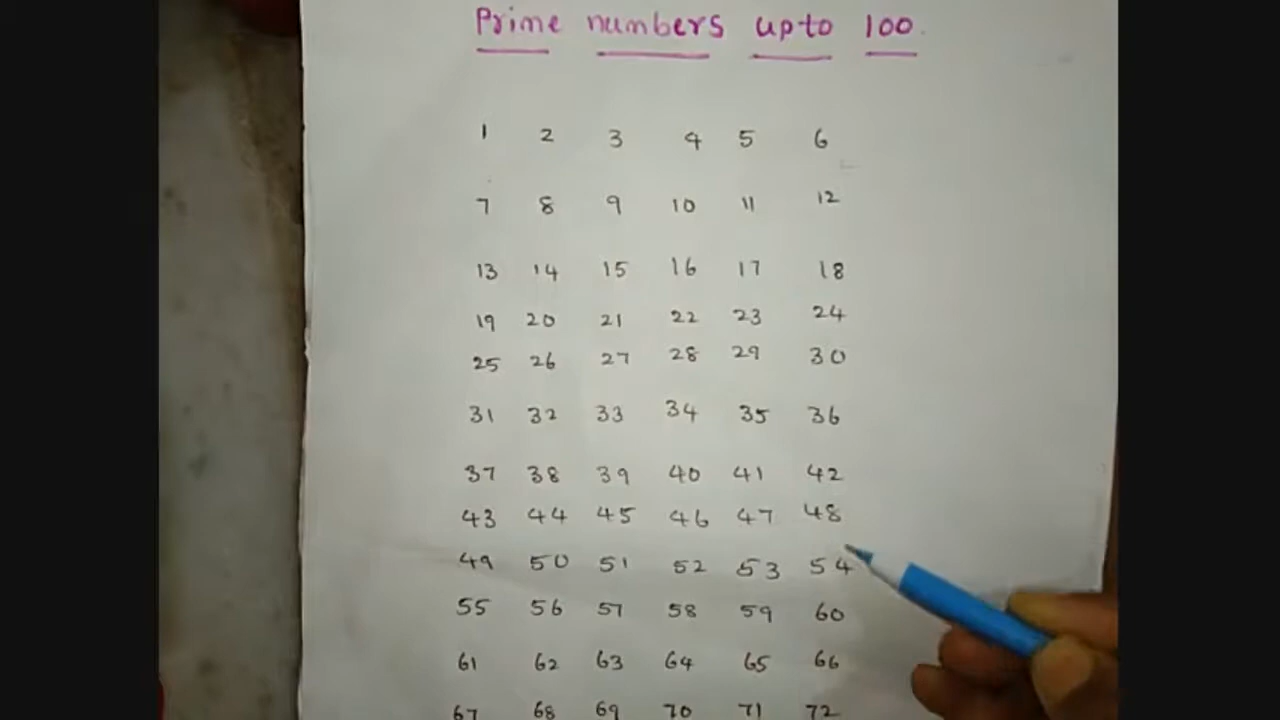 Prime numbers upto 100.
1 2 3 4 5 6
7 8 9 10 11 12
13 14 15 16 17 18
19 20 21 22 23 24
25 26 27 28 29 30
31 32 33 34 35 36
37 38 39 40 41 42
43 44 45 46 47 48
49 50 51 52 53 54
55 56 57 58 59 60
61 62 63 64 65 66
67 68 69 70 71 72